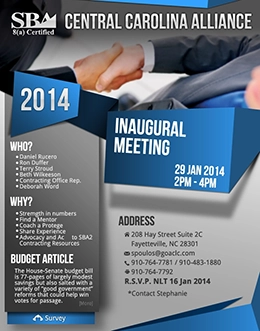 SBA
8(a) Certified
CENTRAL CAROLINA ALLIANCE
2014
INAUGURAL
MEETING
29 JAN 2014
2PM - 4PM
WHO?
Daniel Rucero
Ron Duffer
Terry Stroud
Beth Wilkeeson
Contracting Office Rep.
Deborah Word
WHY?
Strength in numbers
Find a Mentor
Coach a Protege
Share Experience
Advocacy and Ac to SBA2
Contracting Resources
BUDGET ARTICLE
The House-Senate budget bill
is 77-pages of largely modest
savings but also salted with a
variety of "good government"
reforms that could help win
votes for passage.
Survey
ADDRESS
208 Hay Street Suite 2C
Fayetteville, NC 28301
spoulos@goaclc.com
910-764-7781 / 910-483-1880
910-764-7792
R.S.V.P. NLT 16 Jan 2014
*Contact Stephanie